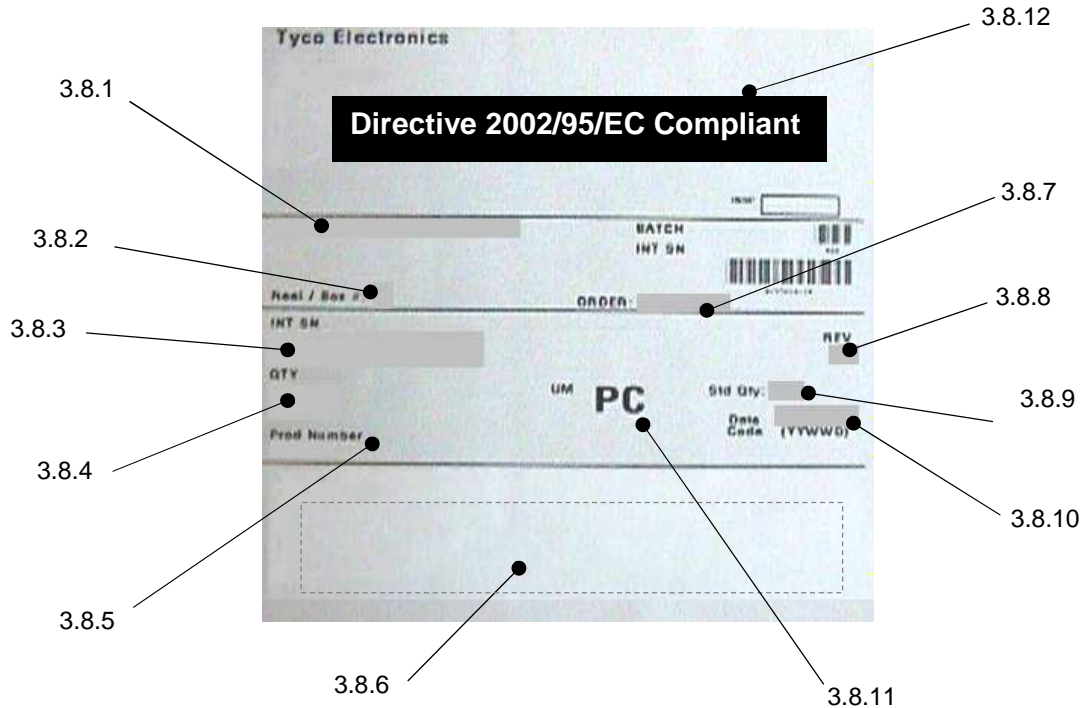 3.8.12
Tyco Electronics
3.8.1
Directive 2002/95/EC Compliant
3.8.7
BATCH
3.8.2
INT SN
3.8.8
Reel / Box #
ORDER:
3.8.3
INT SN
REV
QTY
UM PC
Std Qty:
3.8.9
Date
Code (YYWWD)
Prod Number
3.8.4
3.8.10
3.8.5
3.8.6
3.8.11